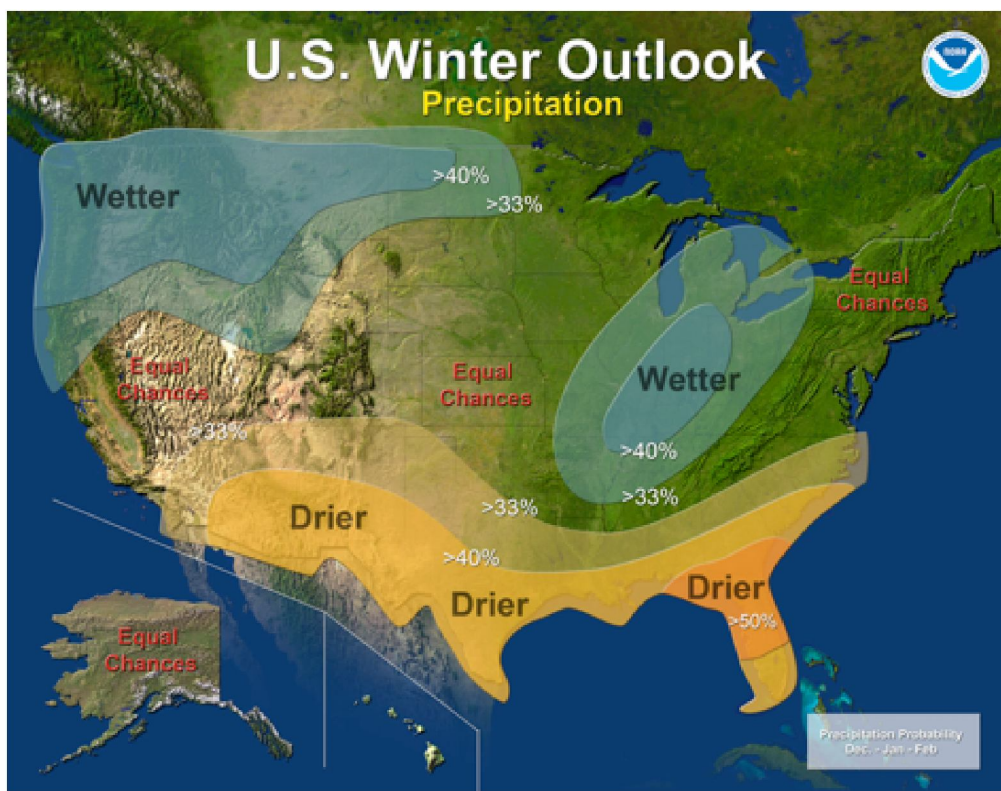 U.S. Winter Outlook
Precipitation
NOAA
Wetter
>40%
>33%
Equal
Chances
Equal
Chances
Equal
Chances
Wetter
>33%
>40%
>33%
>33%
Drier
>40%
Drier
Drier
>50%
Equal
Chances
Precipitation Probability
Dec. - Jan - Feb